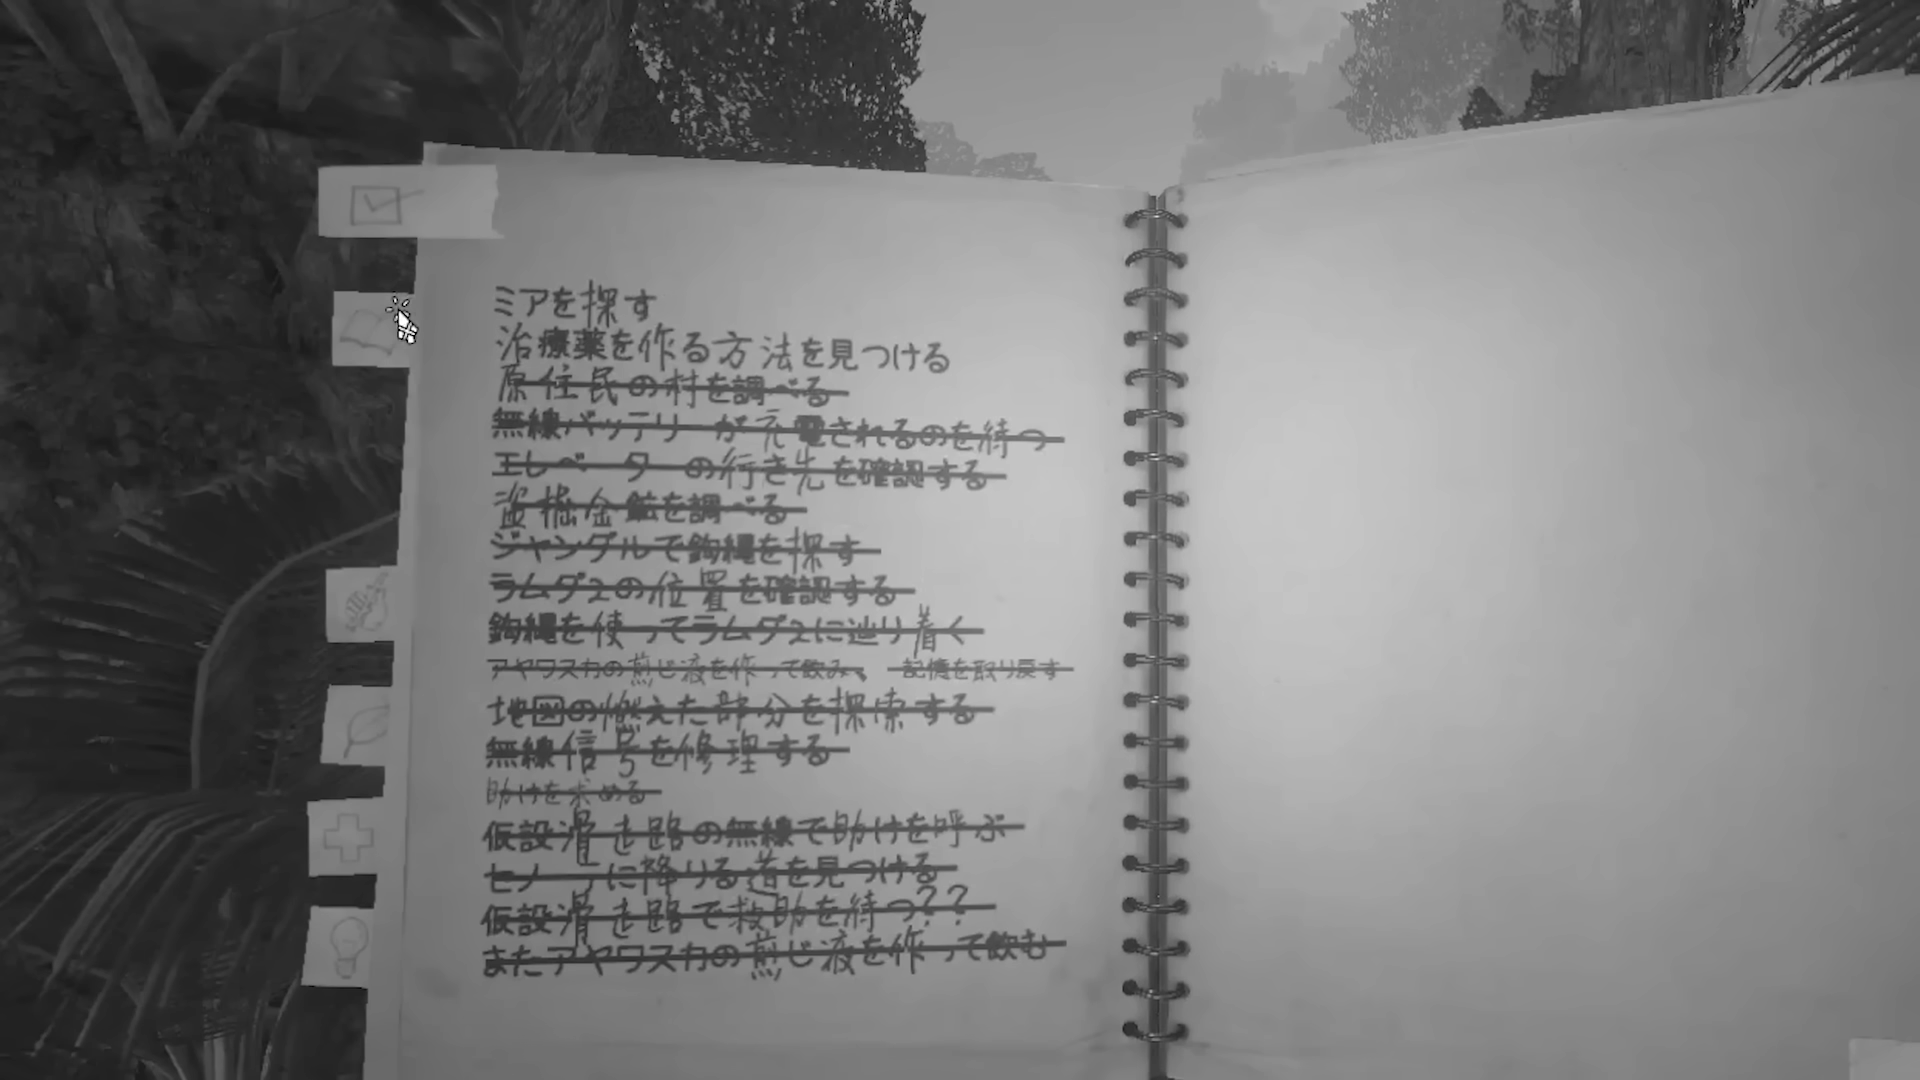 ミアを探す
治療薬を作る方法を見つける
原住民の村を調べる
無線バッテリーが充電されるのを待つ
エレベーターの行き先を確認する
盗掘金鉱を調べる
ジャングルで鉤縄を探す
ラムダ2の位置を確認する
鉤縄を使ってラムダ2に辿り着く
アヤワスカの煎じ液を作って飲み、記憶を取り戻す
地図の燃えた部分を探索する
無線信号を修理する
助けを求める
仮設滑走路の無線で助けを呼ぶ
セノーテに降りる道を見つける
仮設滑走路で救助を待つ??
またアヤワスカの煎じ液を作って飲む